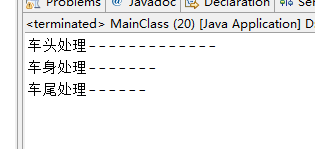 Problems @ Javadoc Declaration
<terminated> MainClass (20) [Java Application] D
车头处理-------------
车身处理-------
车尾处理------